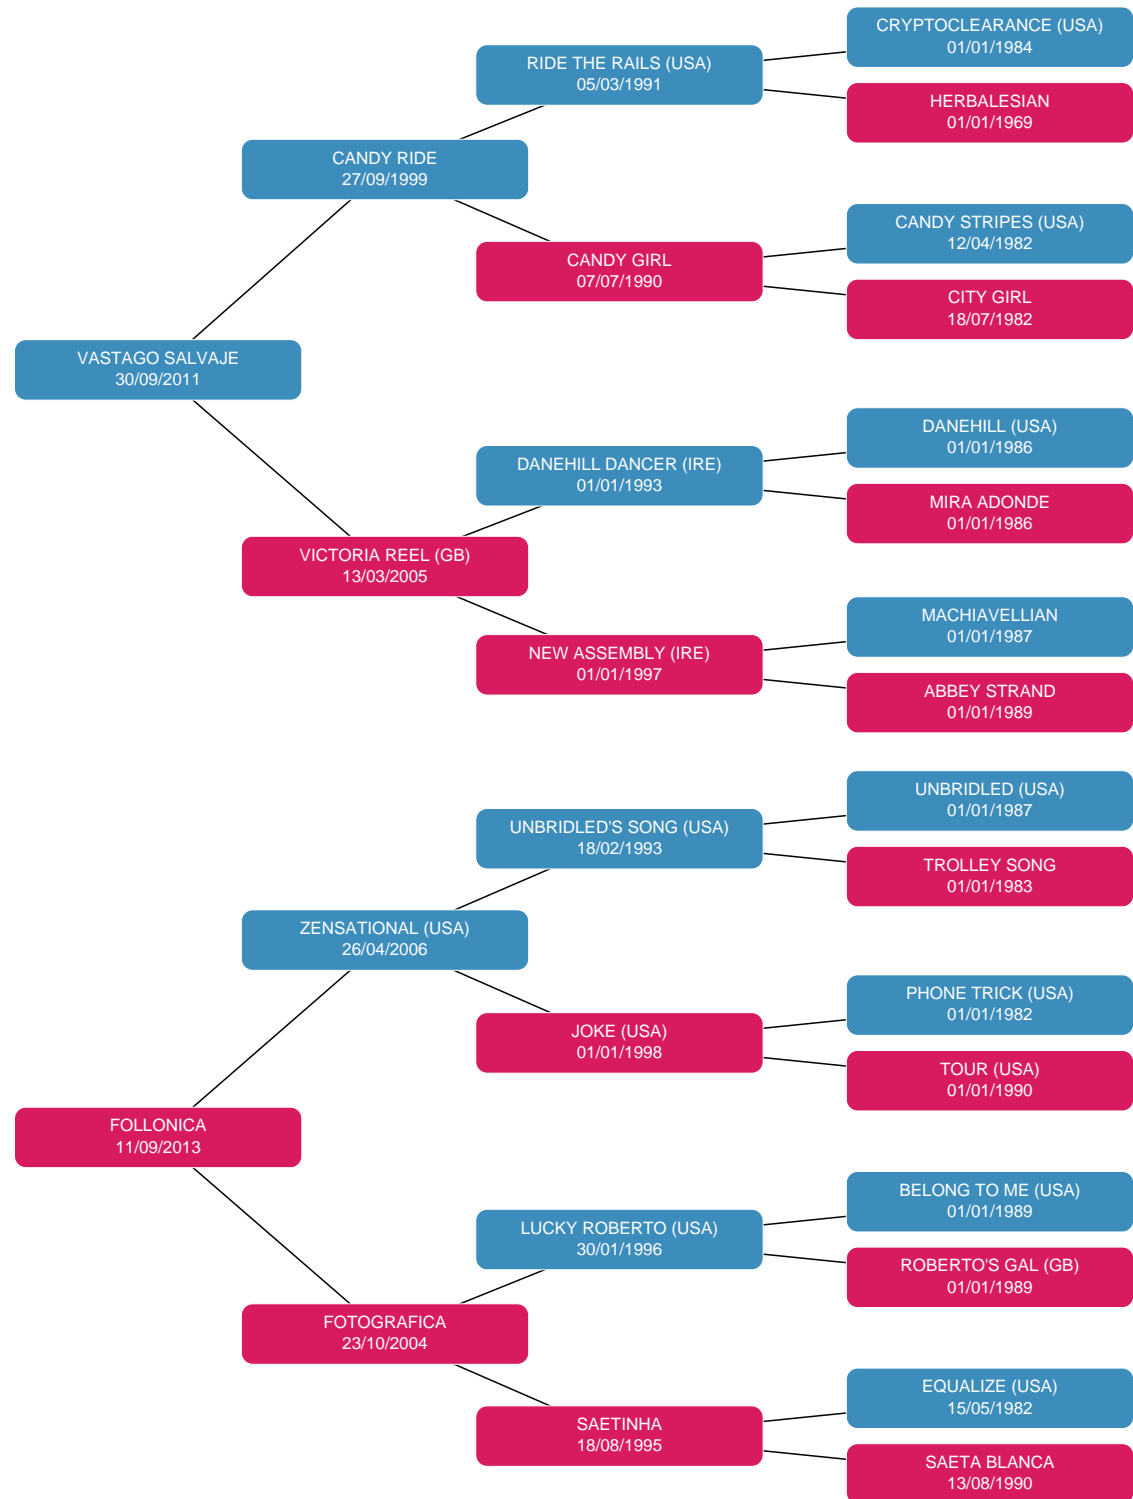 CRYPTOCLEARANCE (USA)
01/01/1984
RIDE THE RAILS (USA)
05/03/1991
HERBALESIAN
01/01/1969
CANDY RIDE
27/09/1999
CANDY STRIPES (USA)
12/04/1982
CANDY GIRL
07/07/1990
CITY GIRL
18/07/1982
VASTAGO SALVAJE
30/09/2011
DANEHILL (USA)
01/01/1986
DANEHILL DANCER (IRE)
01/01/1993
MIRA ADONDE
01/01/1986
VICTORIA REEL (GB)
13/03/2005
MACHIAVELLIAN
01/01/1987
NEW ASSEMBLY (IRE)
01/01/1997
ABBEY STRAND
01/01/1989
UNBRIDLED (USA)
01/01/1987
UNBRIDLED'S SONG (USA)
18/02/1993
TROLLEY SONG
01/01/1983
ZENSATIONAL (USA)
26/04/2006
PHONE TRICK (USA)
01/01/1982
JOKE (USA)
01/01/1998
TOUR (USA)
01/01/1990
FOLLONICA
11/09/2013
BELONG TO ME (USA)
01/01/1989
LUCKY ROBERTO (USA)
30/01/1996
ROBERTO'S GAL (GB)
01/01/1989
FOTOGRAFICA
23/10/2004
EQUALIZE (USA)
15/05/1982
SAETINHA
18/08/1995
SAETA BLANCA
13/08/1990